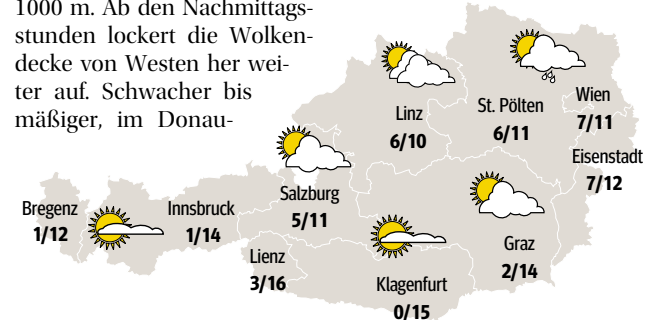 1000 m. Ab den Nachmittags-
stunden lockert die Wolken-
decke von Westen her wei-
ter auf. Schwacher bis
mäßiger, im Donau-
Linz
6/10
St. Pölten
6/11
Wien
7/11
Eisenstadt
7/12
Bregenz
1/12
Innsbruck
1/14
Salzburg
5/11
Lienz
3/16
Klagenfurt
0/15
Graz
2/14